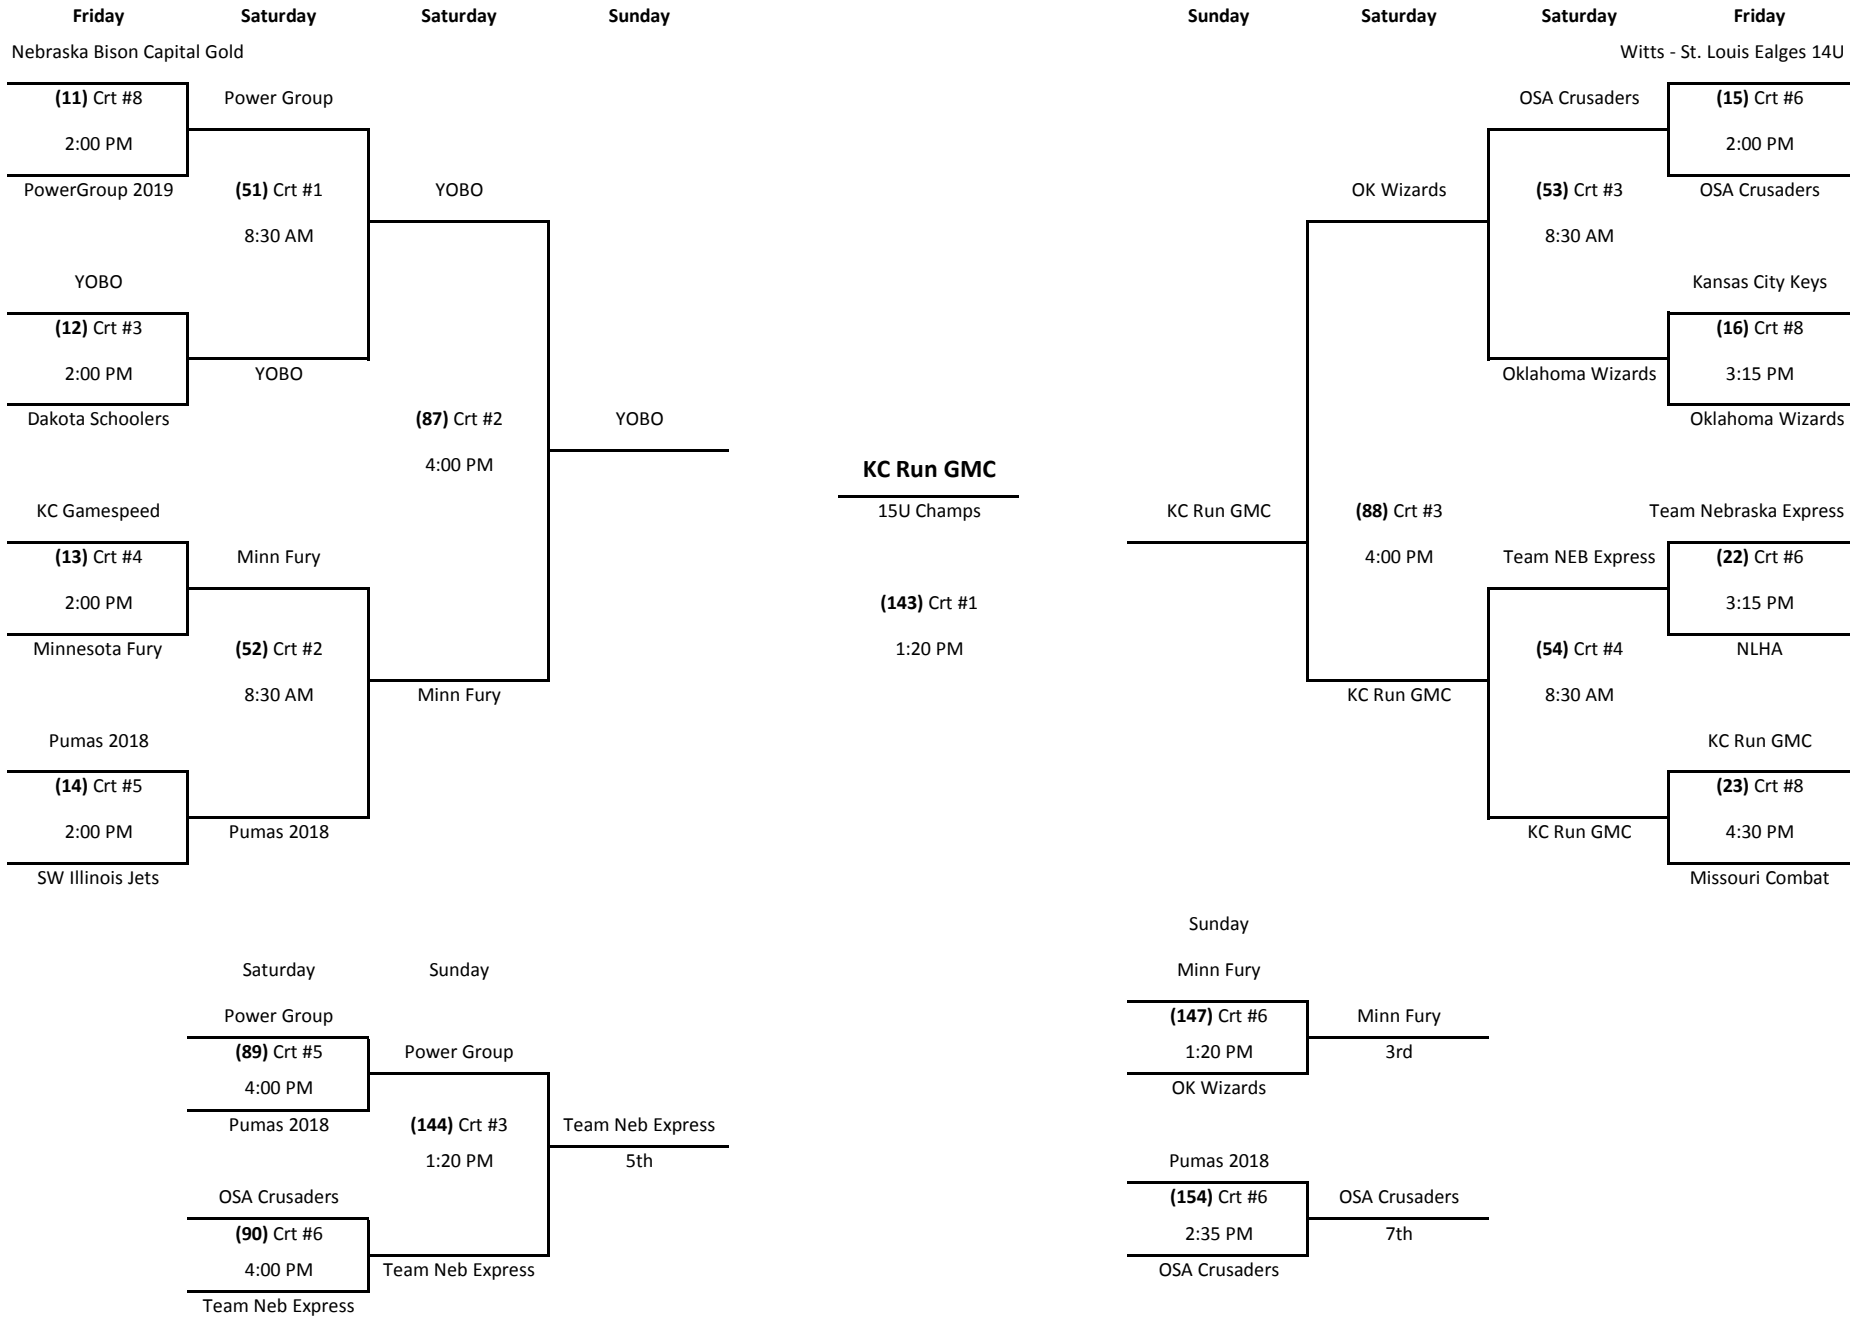 Friday Saturday Saturday Sunday Sunday Saturday Saturday Friday
Nebraska Bison Capital Gold Witts - St. Louis Ealges 14U
(11) Crt #8 Power Group OSA Crusaders (15) Crt #6
2:00 PM 2:00 PM
PowerGroup 2019 (51) Crt #1 YOBO OK Wizards (53) Crt #3 OSA Crusaders
8:30 AM 8:30 AM
YOBO Kansas City Keys
(12) Crt #3 (16) Crt #8
2:00 PM YOBO Oklahoma Wizards 3:15 PM
Dakota Schoolers (87) Crt #2 YOBO Oklahoma Wizards
4:00 PM KC Run GMC
KC Gamespeed 15U Champs KC Run GMC (88) Crt #3 Team Nebraska Express
(13) Crt #4 Minn Fury 4:00 PM Team NEB Express (22) Crt #6
2:00 PM (143) Crt #1 3:15 PM
Minnesota Fury (52) Crt #2 1:20 PM (54) Crt #4 NLHA
8:30 AM Minn Fury KC Run GMC 8:30 AM
Pumas 2018 KC Run GMC
(14) Crt #5 (23) Crt #8
2:00 PM Pumas 2018 KC Run GMC 4:30 PM
SW Illinois Jets Missouri Combat
Sunday
Saturday Sunday Minn Fury
Power Group (147) Crt #6 Minn Fury
(89) Crt #5 Power Group 1:20 PM 3rd
4:00 PM OK Wizards
Pumas 2018 (144) Crt #3 Team Neb Express
1:20 PM 5th Pumas 2018
OSA Crusaders (154) Crt #6 OSA Crusaders
(90) Crt #6 2:35 PM 7th
4:00 PM Team Neb Express OSA Crusaders
Team Neb Express